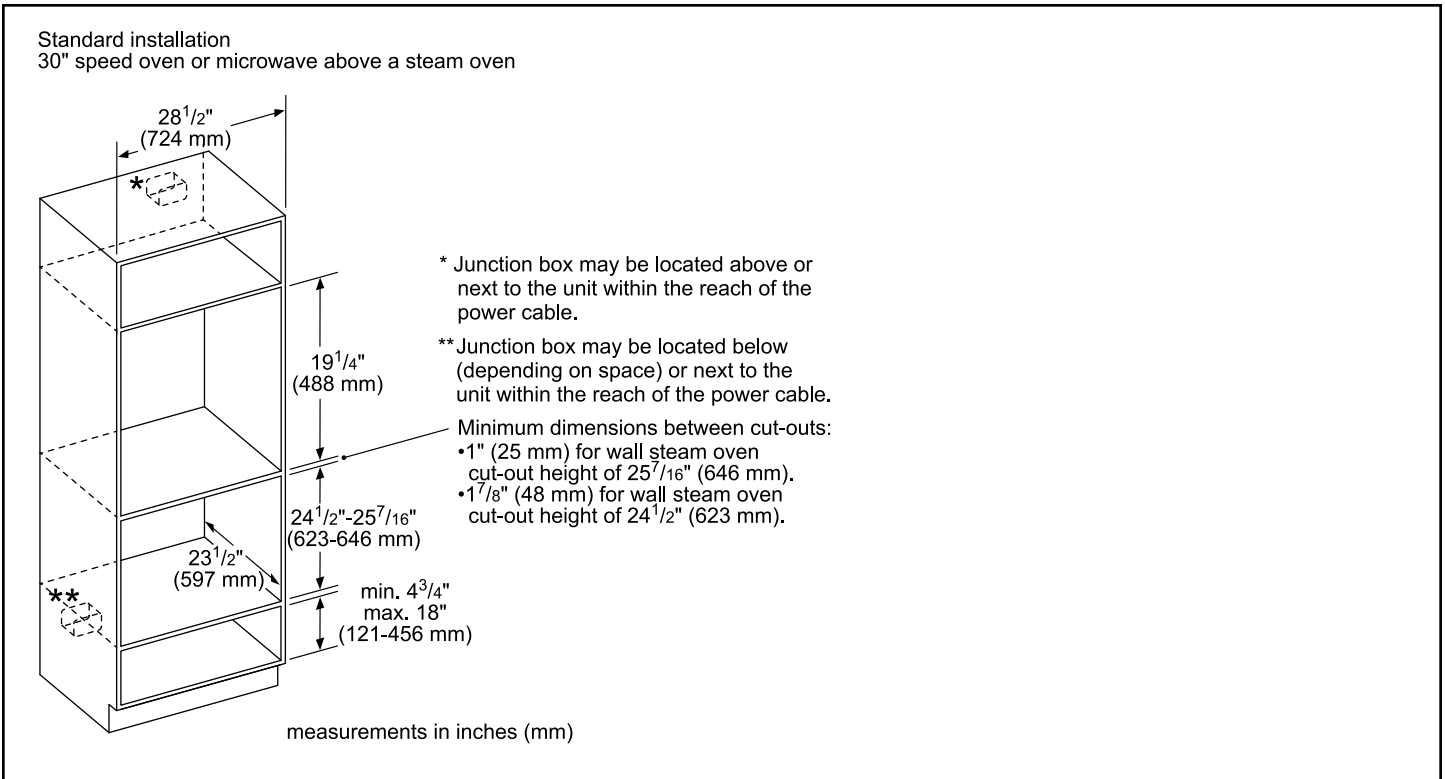 Standard installation
30" speed oven or microwave above a steam oven
28 1/2"
(724 mm)
*
* Junction box may be located above or
next to the unit within the reach of the
power cable.
** Junction box may be located below
(depending on space) or next to the
unit within the reach of the power cable.
19 1/4"
(488 mm)
Minimum dimensions between cut-outs:
•1" (25 mm) for wall steam oven
cut-out height of 25 7/16" (646 mm).
•1 7/8" (48 mm) for wall steam oven
cut-out height of 24 1/2" (623 mm).
24 1/2"-25 7/16"
(623-646 mm)
23 1/2"
(597 mm)
**
min. 4 3/4"
max. 18"
(121-456 mm)
measurements in inches (mm)